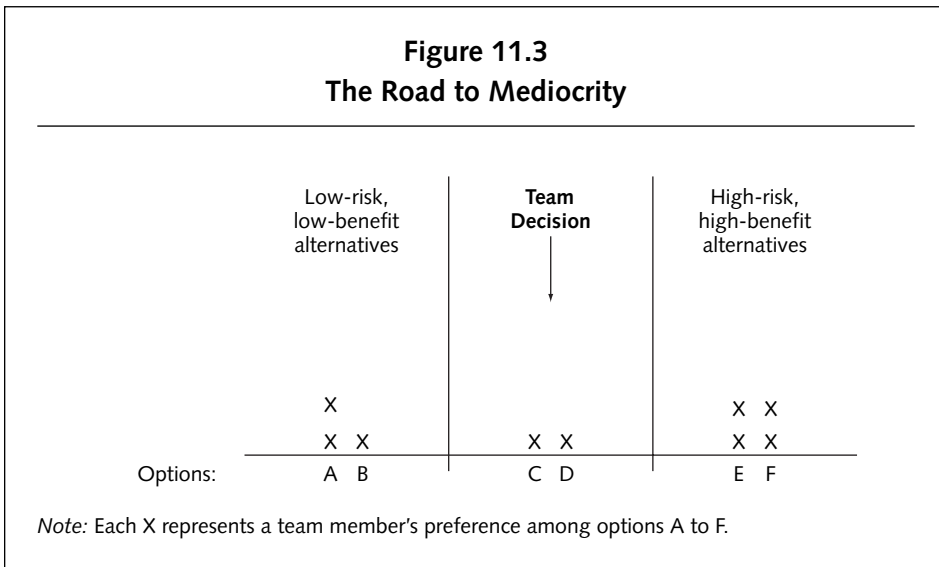 Figure 11.3
The Road to Mediocrity
Low-risk,
low-benefit
alternatives
Team
Decision
High-risk,
high-benefit
alternatives
X
X X
X X
X X
X X
Options:
A B
C D
E F
Note: Each X represents a team member's preference among options A to F.